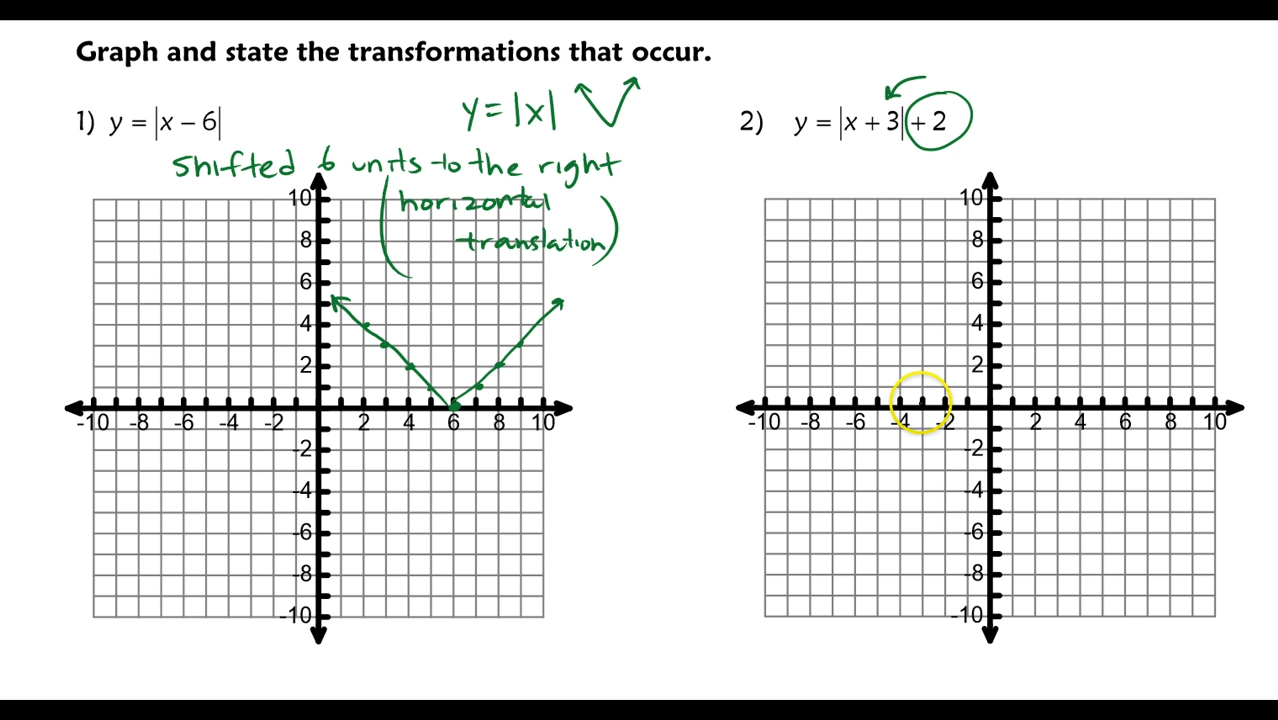 Graph and state the transformations that occur.
1) y = |x – 6|
y = |x|
shifted 6 units to the right
(horizontal
translation)
10
8
6
4
2
-10 -8 -6 -4 -2 2 4 6 8 10
-2
-4
-6
-8
-10
2) y = |x + 3| + 2
10
8
6
4
2
-10 -8 -6 -4 -2 2 4 6 8 10
-2
-4
-6
-8
-10